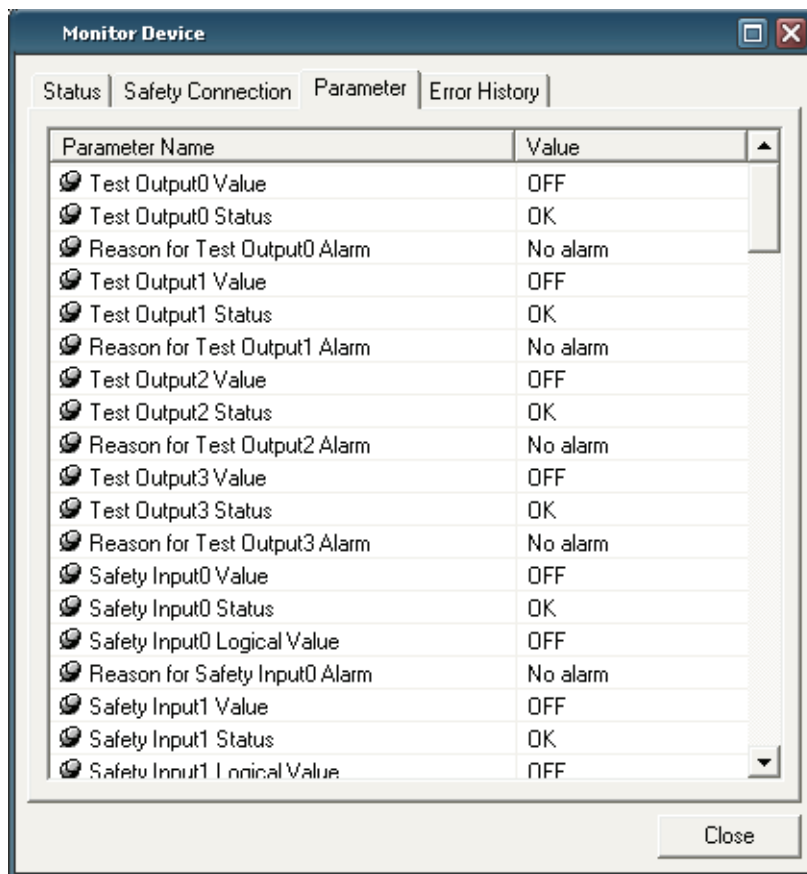 Monitor Device
Status Safety Connection Parameter Error History
Parameter Name Value
Test Output0 Value OFF
Test Output0 Status OK
Reason for Test Output0 Alarm No alarm
Test Output1 Value OFF
Test Output1 Status OK
Reason for Test Output1 Alarm No alarm
Test Output2 Value OFF
Test Output2 Status OK
Reason for Test Output2 Alarm No alarm
Test Output3 Value OFF
Test Output3 Status OK
Reason for Test Output3 Alarm No alarm
Safety Input0 Value OFF
Safety Input0 Status OK
Safety Input0 Logical Value OFF
Reason for Safety Input0 Alarm No alarm
Safety Input1 Value OFF
Safety Input1 Status OK
Safety Input1 Logical Value OFF
Close